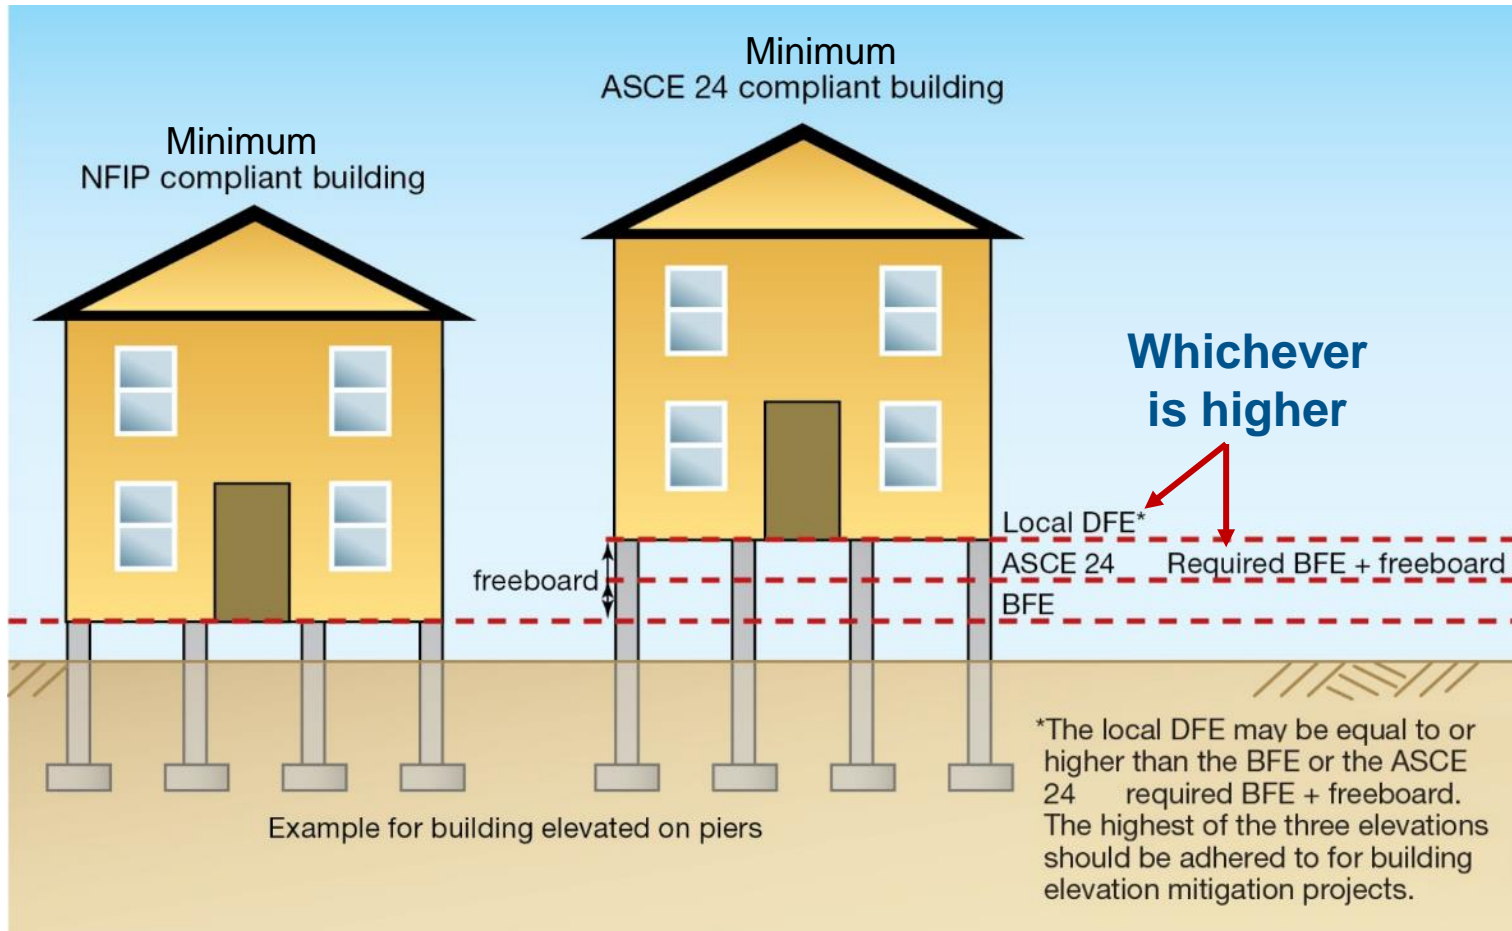 Minimum
ASCE 24 compliant building
Minimum
NFIP compliant building
Whichever
is higher
Local DFE*
ASCE 24 Required BFE + freeboard
freeboard
BFE
*The local DFE may be equal to or
higher than the BFE or the ASCE
24 required BFE + freeboard.
The highest of the three elevations
should be adhered to for building
elevation mitigation projects.
Example for building elevated on piers